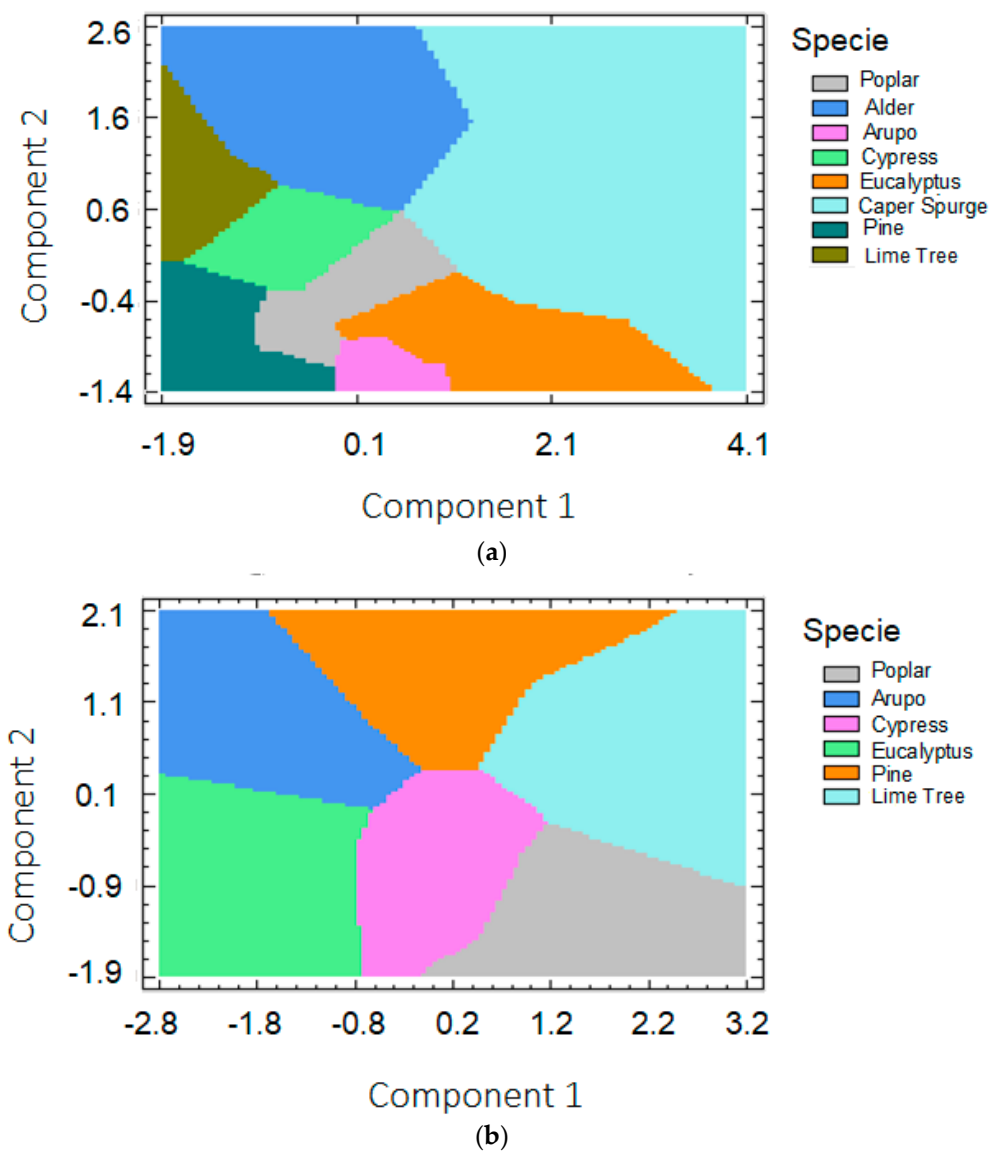 2.6
1.6
0.6
-0.4
-1.4
Component 2
-1.9 0.1 2.1 4.1
Component 1
Specie
Poplar
Alder
Arupo
Cypress
Eucalyptus
Caper Spurge
Pine
Lime Tree
(a)
2.1
1.1
0.1
-0.9
-1.9
Component 2
-2.8 -1.8 -0.8 0.2 1.2 2.2 3.2
Component 1
Specie
Poplar
Arupo
Cypress
Eucalyptus
Pine
Lime Tree
(b)